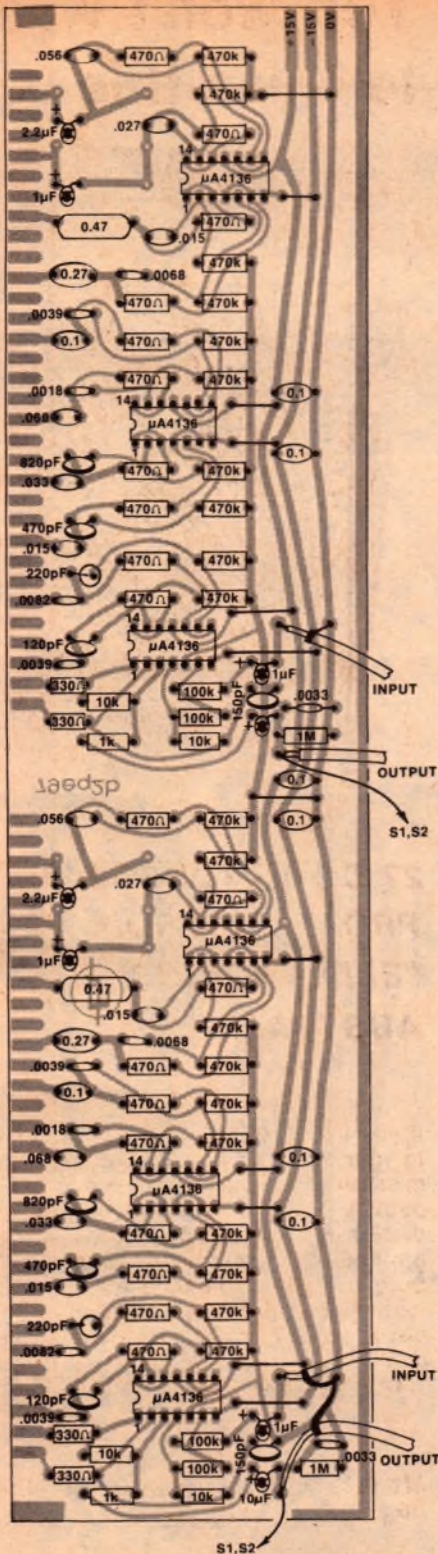 +15V -15V 0V
.056 470Ω 470k
470k
2.2µF .027 470Ω
14
1µF µA4136
1
0.47 470Ω
.015
470k
0.27 .0068
470Ω 470k
.0039
0.1 470Ω 470k
470Ω 470k
.0018 0.1
14
.068 µA4136
1 0.1
820pF 470Ω 470k
.033
470pF 470Ω 470k
.015
470Ω 470k
220pF
.0082 470Ω 470k
14
120pF µA4136
.0039 1 INPUT
330Ω 100k 1µF
10k 150pF .0033
330Ω 100k
1k 10k 1M
OUTPUT
79eq2b 0.1
S1,S2
.056 470Ω 470k 0.1
470k
2.2µF .027 470Ω
14
1µF µA4136
1
0.47 470Ω
.015
470k
0.27 .0068
.0039 470Ω 470k
0.1 470Ω 470k
.0018 470Ω 470k
.068 0.1
14
µA4136
820pF 1
.033 470Ω 470k 0.1
470pF 470Ω 470k
.015
220pF 470Ω 470k
.0082 470Ω 470k
14 INPUT
120pF µA4136
.0039 1
330Ω 100k 1µF
10k 150pF OUTPUT
.0033
330Ω 100k 1M
1k 10k 10µF
S1,S2